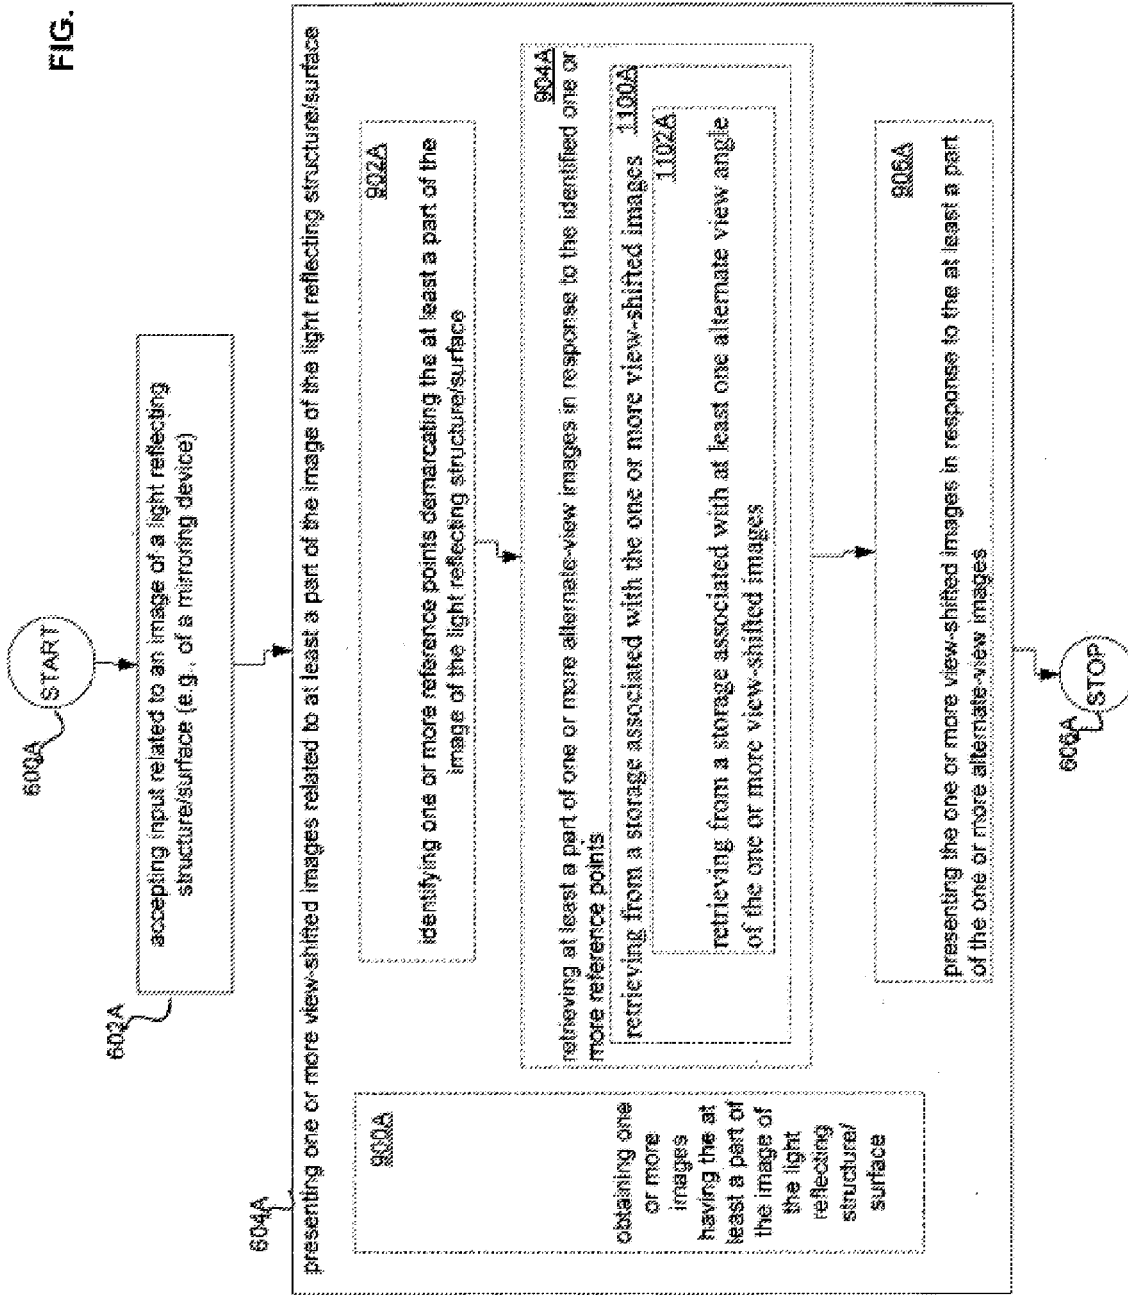 FIG.
START
600A
accepting input related to an image of a light reflecting
structure/surface (e.g., of a mirroring device)
602A
604A
presenting one or more view-shifted images related to at least a part of the image of the light reflecting structure/surface
900A
obtaining one
or more
images
having the at
least a part of
the image of
the light
reflecting
structure/
surface
902A
identifying one or more reference points demarcating the at least a part of the
image of the light reflecting structure/surface
904A
retrieving at least a part of one or more alternate-view images in response to the identified one or
more reference points
1100A
retrieving from a storage associated with the one or more view-shifted images
1102A
retrieving from a storage associated with at least one alternate view angle
of the one or more view-shifted images
906A
presenting the one or more view-shifted images in response to the at least a part
of the one or more alternate-view images
606A
STOP